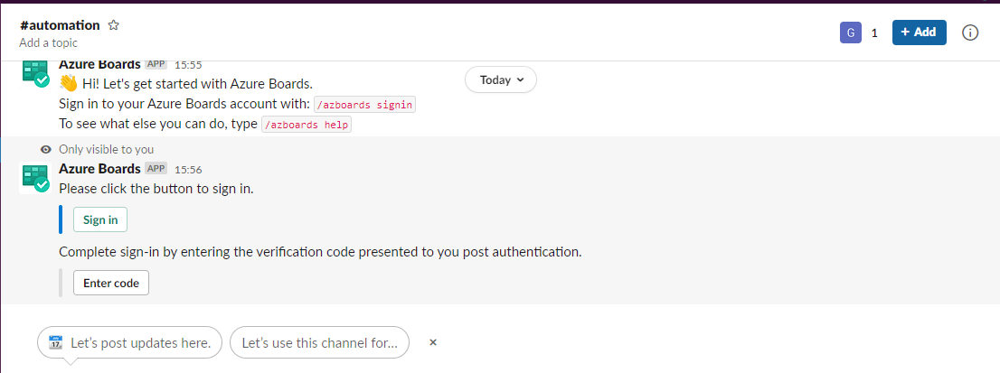 #automation
Add a topic
G 1 + Add
Azure Boards APP 15:55
Today
Hi! Let's get started with Azure Boards.
Sign in to your Azure Boards account with: /azboards signin
To see what else you can do, type /azboards help
Only visible to you
Azure Boards APP 15:56
Please click the button to sign in.
Sign in
Complete sign-in by entering the verification code presented to you post authentication.
Enter code
17 Let's post updates here. Let's use this channel for...